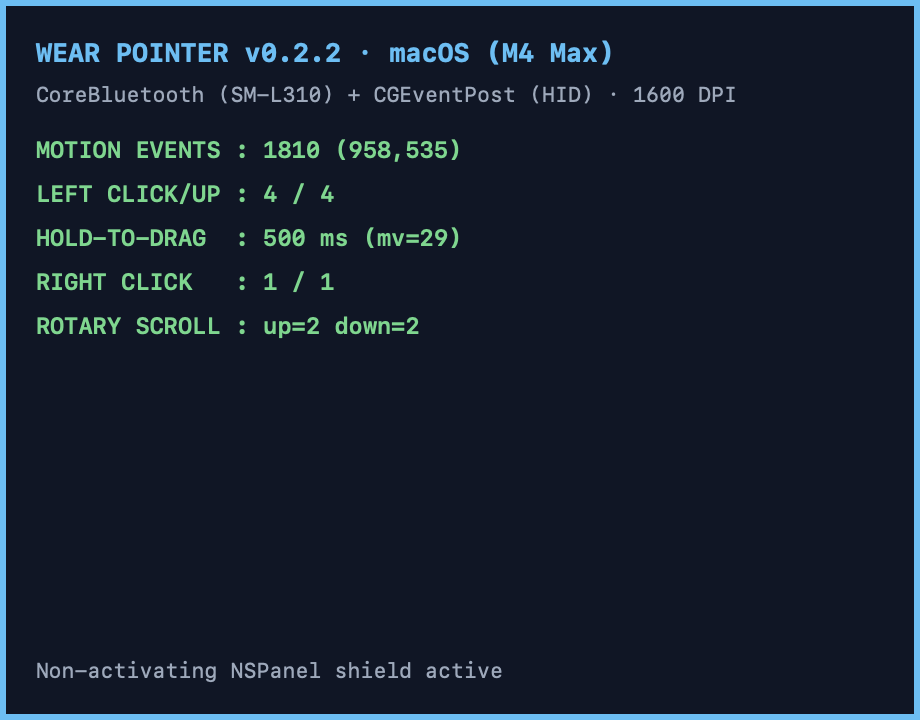 WEAR POINTER v0.2.2 · macOS (M4 Max)
CoreBluetooth (SM-L310) + CGEventPost (HID) · 1600 DPI
MOTION EVENTS : 1810 (958,535)
LEFT CLICK/UP : 4 / 4
HOLD-TO-DRAG  : 500 ms (mv=29)
RIGHT CLICK   : 1 / 1
ROTARY SCROLL : up=2 down=2
Non-activating NSPanel shield active